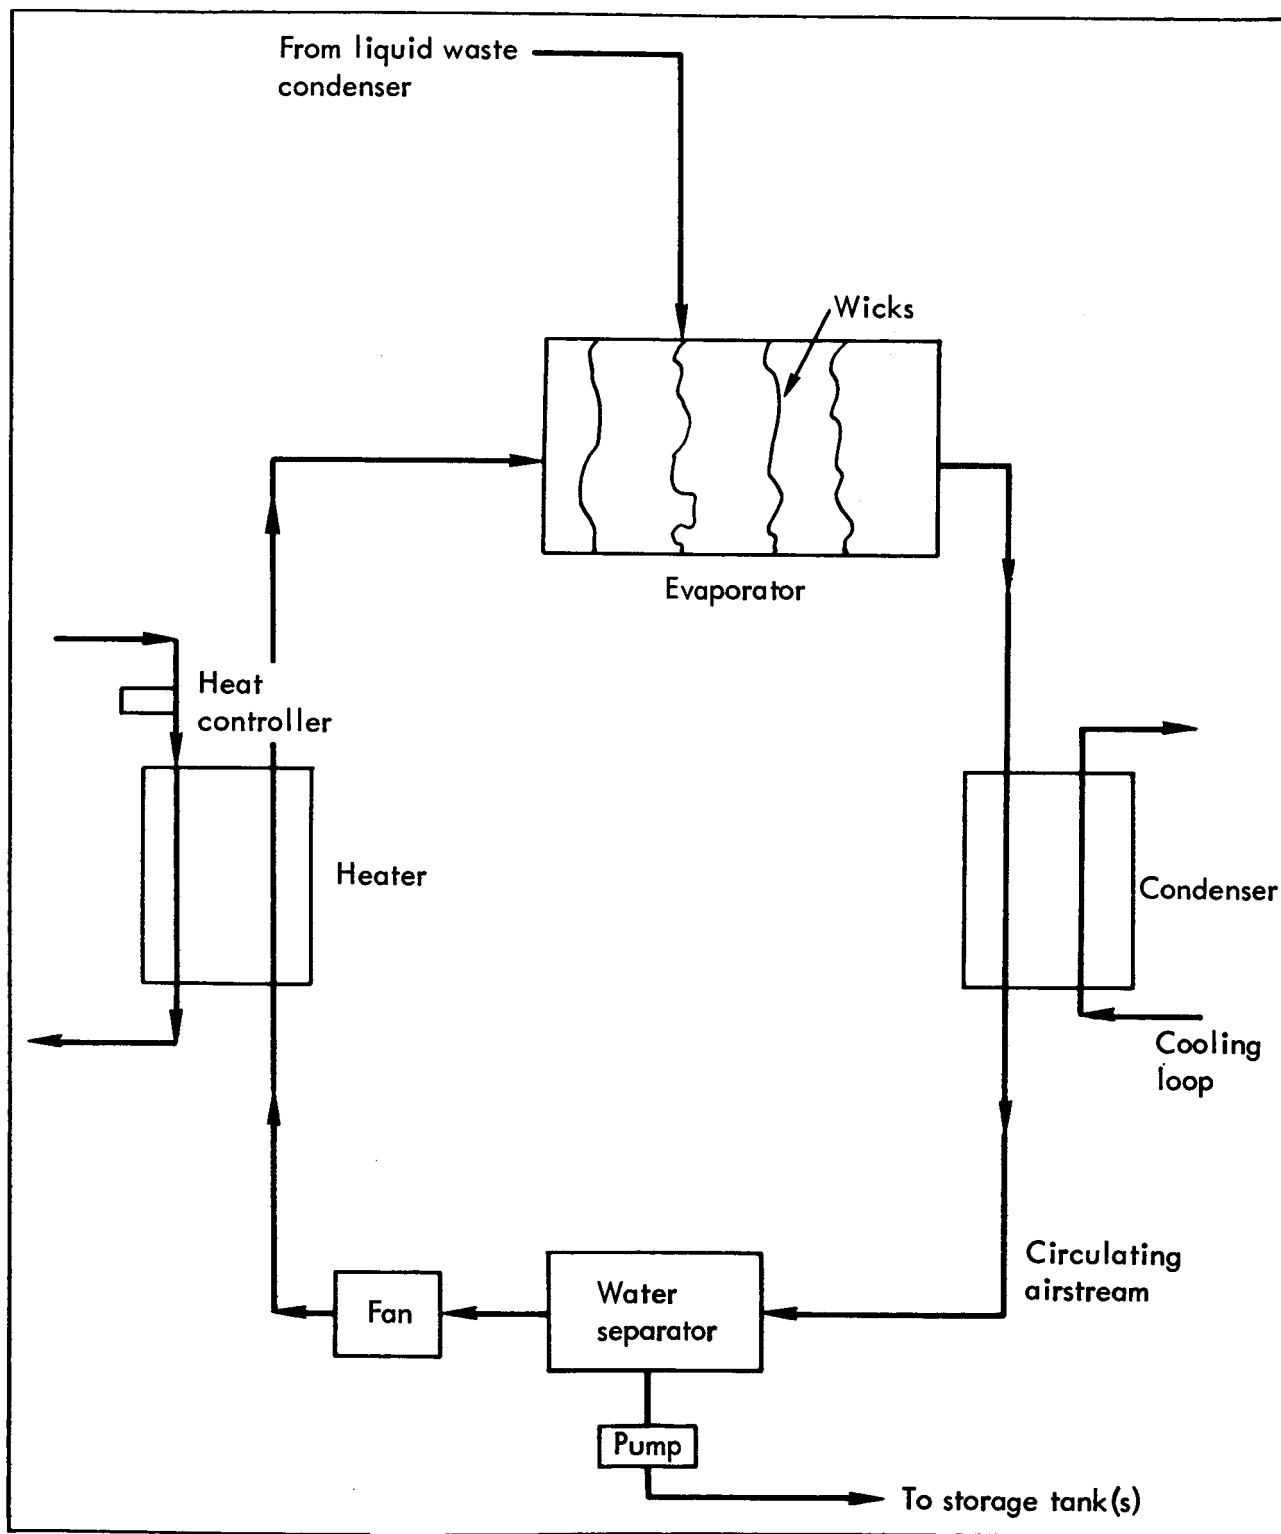 From liquid waste
condenser
Wicks
Evaporator
Heat
controller
Heater
Condenser
Cooling
loop
Circulating
airstream
Water
separator
Fan
Pump
To storage tank(s)